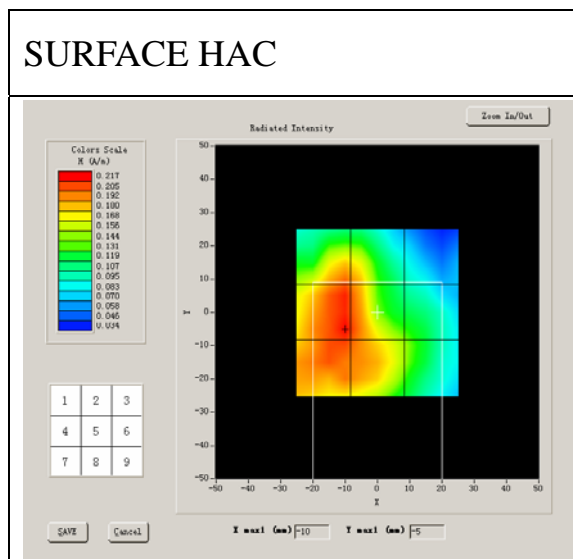 SURFACE HAC
Zoom In/Out
Radiated Intensity
Colors Scale
H (A/m)
0.217
0.205
0.192
0.180
0.168
0.156
0.144
0.131
0.119
0.107
0.095
0.083
0.070
0.058
0.046
0.034
50
40
30
20
10
0
-10
-20
-30
-40
-50
Y
-50 -40 -30 -20 -10 0 10 20 30 40 50
X
1 2 3
4 5 6
7 8 9
SAVE Cancel
X max1 (mm) -10 Y max1 (mm) -5